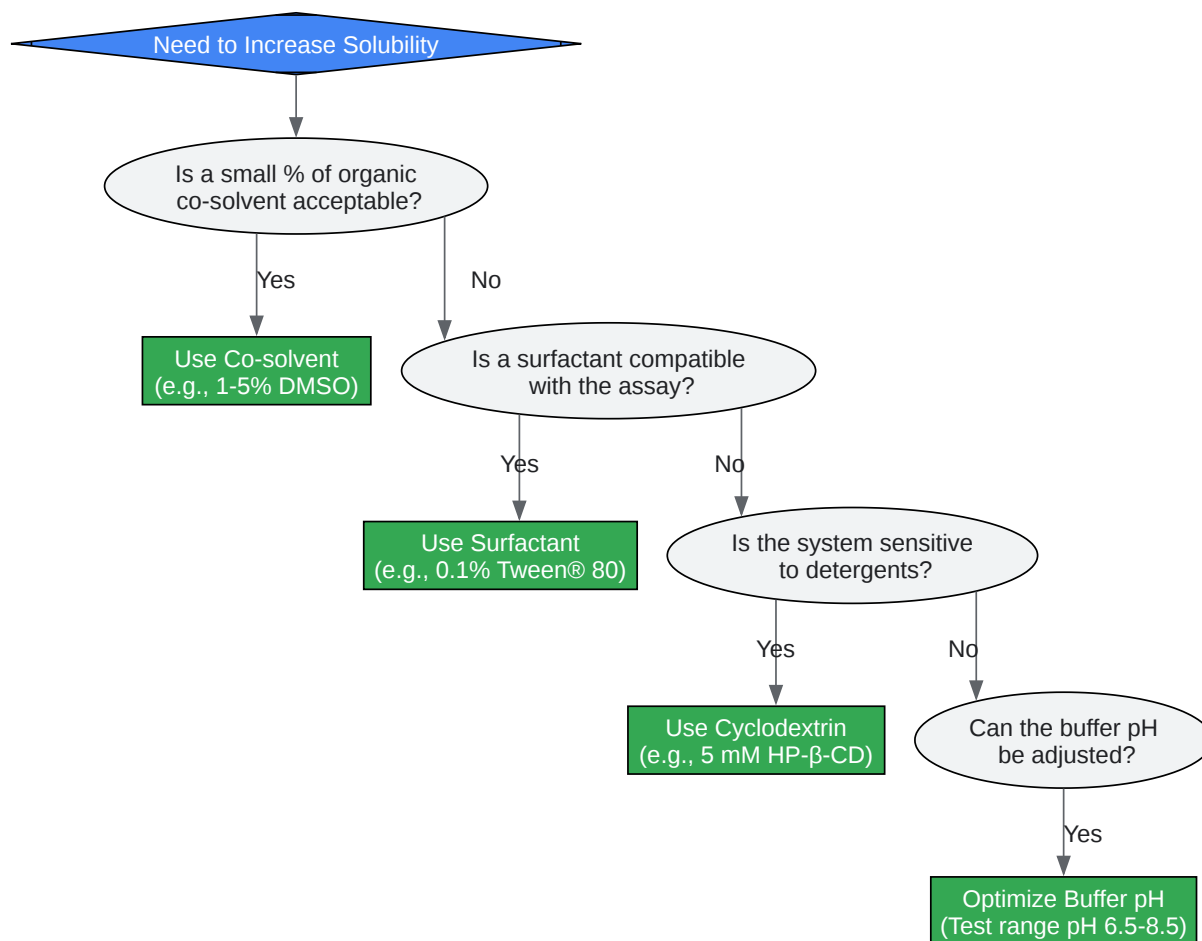 Need to Increase Solubility
Is a small % of organic
co-solvent acceptable?
Yes
No
Use Co-solvent
(e.g., 1-5% DMSO)
Is a surfactant compatible
with the assay?
Yes
No
Use Surfactant
(e.g., 0.1% Tween® 80)
Is the system sensitive
to detergents?
Yes
No
Use Cyclodextrin
(e.g., 5 mM HP-β-CD)
Can the buffer pH
be adjusted?
Yes
Optimize Buffer pH
(Test range pH 6.5-8.5)